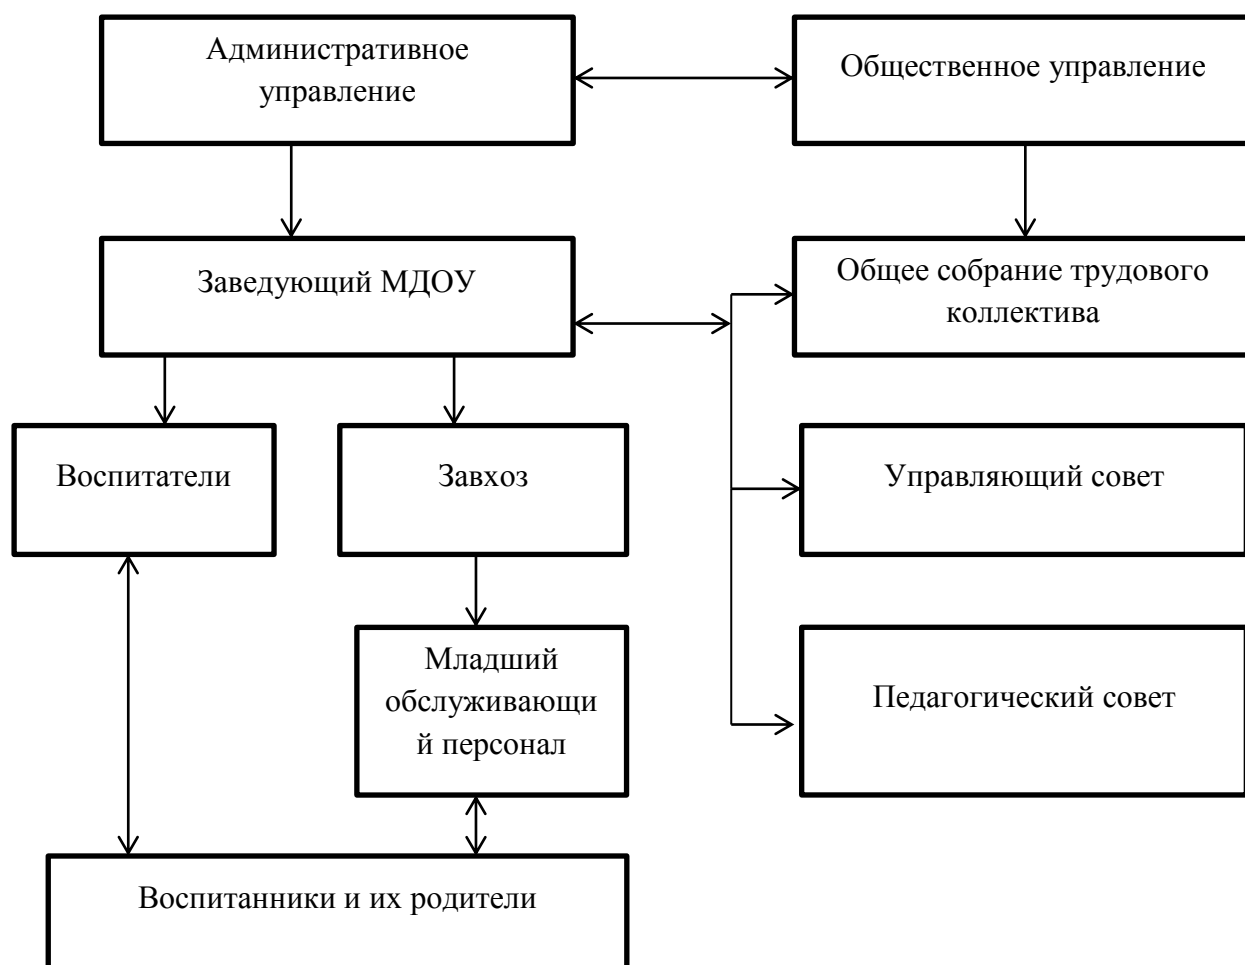 Административное
управление
Общественное управление
Заведующий МДОУ
Общее собрание трудового
коллектива
Воспитатели
Завхоз
Управляющий совет
Младший
обслуживающи
й персонал
Педагогический совет
Воспитанники и их родители